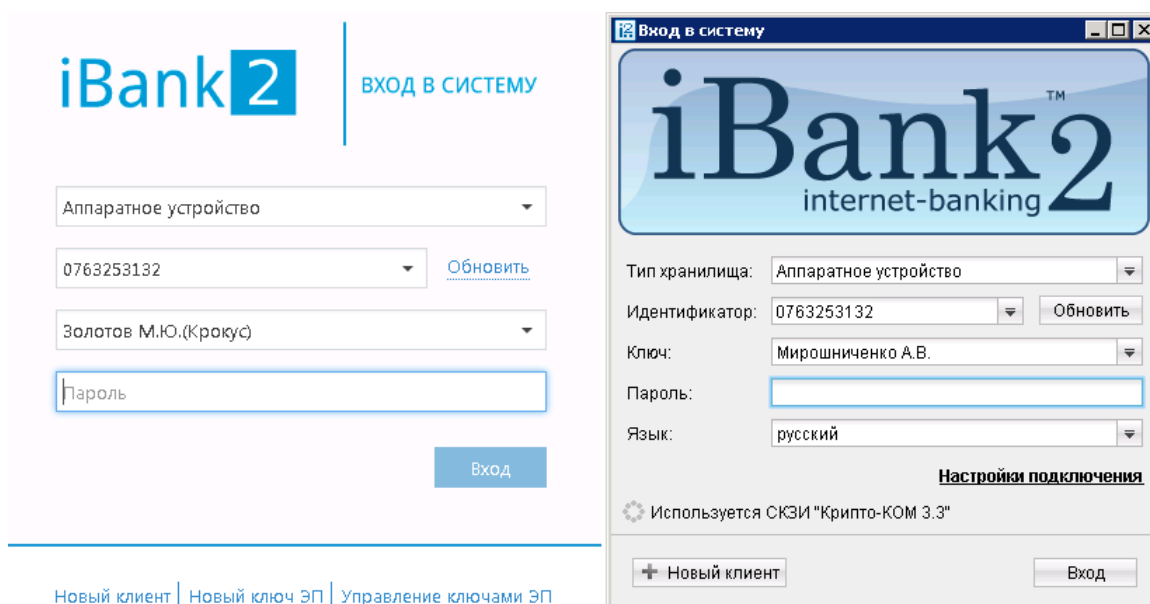 iBank 2
ВХОД В СИСТЕМУ
Аппаратное устройство
0763253132
Обновить
Золотов М.Ю.(Крокус)
Пароль
Вход
Новый клиент
Новый ключ ЭП
Управление ключами ЭП
Вход в систему
iBank 2 ™
internet-banking
Тип хранилища: Аппаратное устройство
Идентификатор: 0763253132 Обновить
Ключ: Мирошниченко А.В.
Пароль:
Язык: русский
Настройки подключения
Используется СКЗИ "Крипто-КОМ 3.3"
Новый клиент
Вход